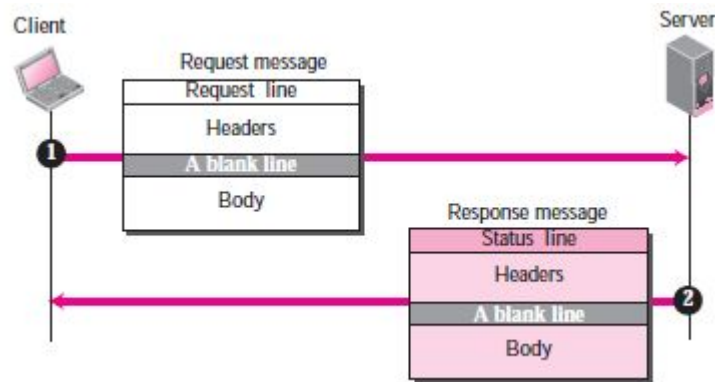 Client
Server
Request message
Request line
Headers
1
A blank line
Body
Response message
Status line
Headers
2
A blank line
Body